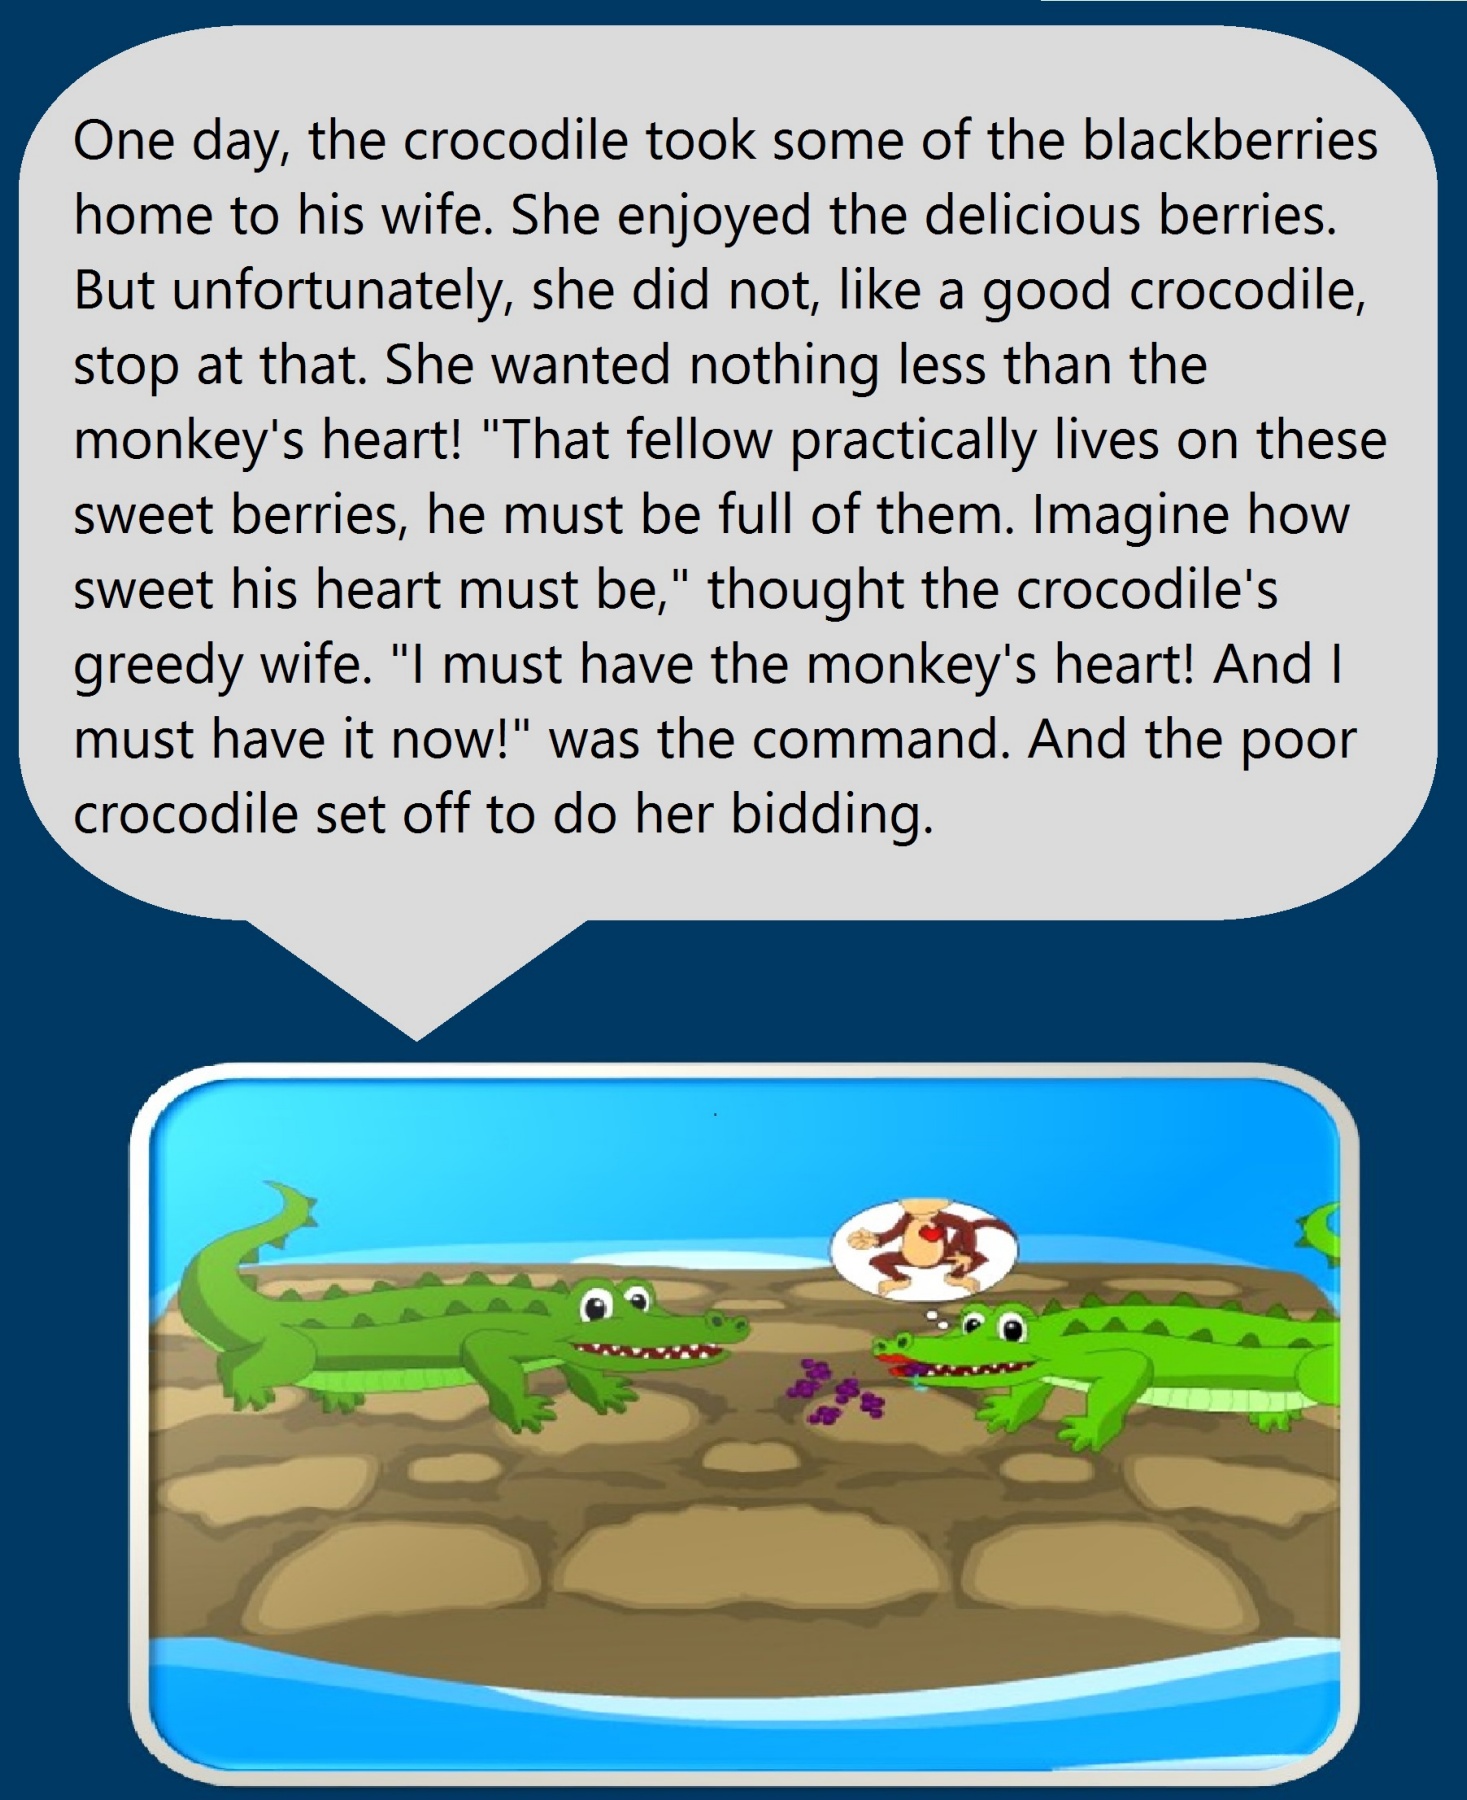 One day, the crocodile took some of the blackberries
home to his wife. She enjoyed the delicious berries.
But unfortunately, she did not, like a good crocodile,
stop at that. She wanted nothing less than the
monkey's heart! "That fellow practically lives on these
sweet berries, he must be full of them. Imagine how
sweet his heart must be," thought the crocodile's
greedy wife. "I must have the monkey's heart! And I
must have it now!" was the command. And the poor
crocodile set off to do her bidding.